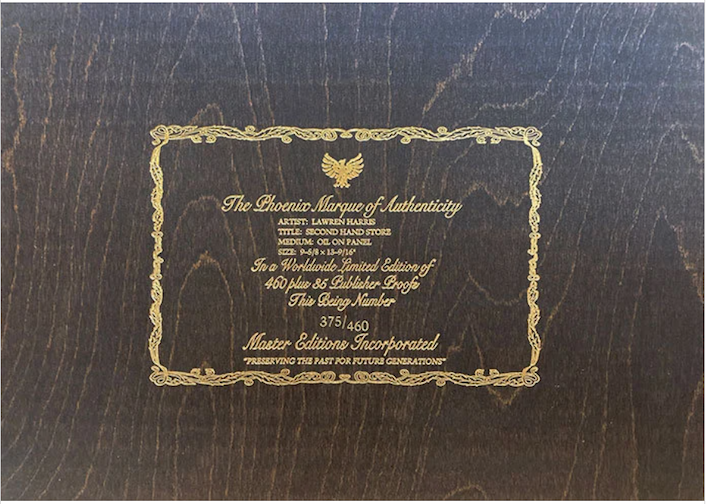 The Phoenix Marque of Authenticity
ARTIST: LAWREN HARRIS
TITLE: SECOND HAND STORE
MEDIUM: OIL ON PANEL
SIZE: 9-5/8 x 13-9/16"
In a Worldwide Limited Edition of
460 plus 35 Publisher Proofs
This Being Number
375/460
Master Editions Incorporated
"PRESERVING THE PAST FOR FUTURE GENERATIONS"